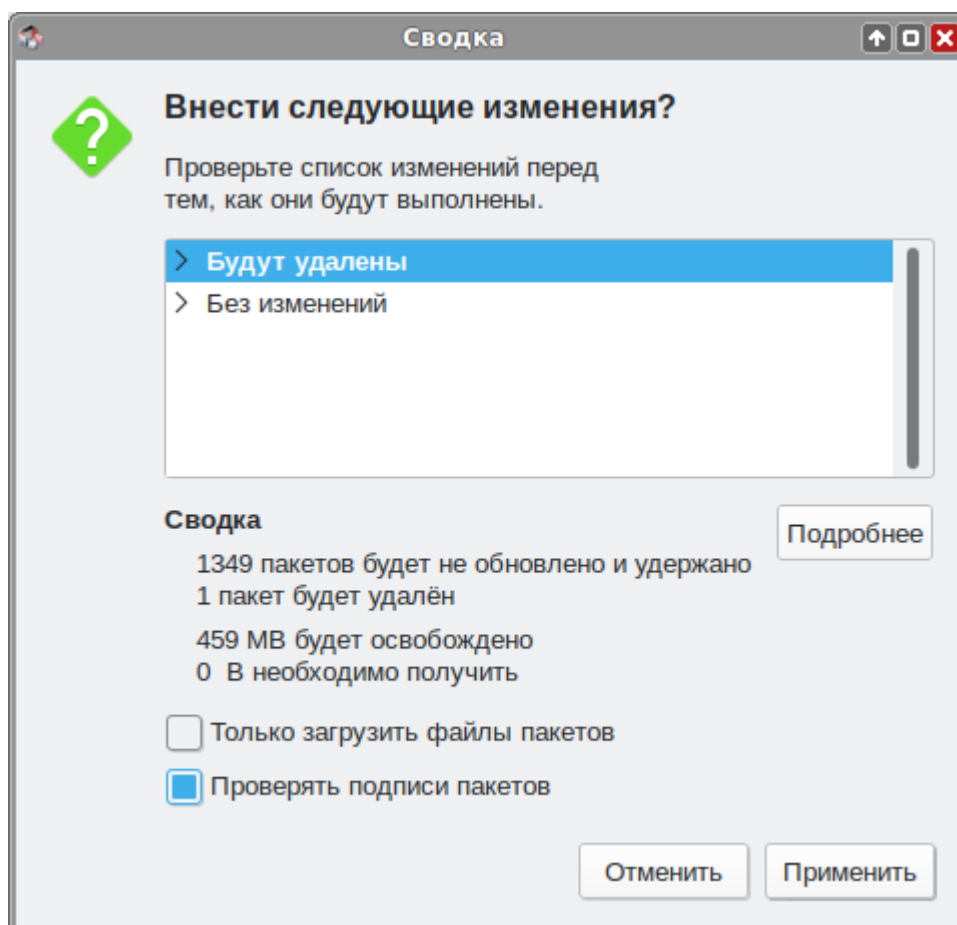 Сводка
Внести следующие изменения?
Проверьте список изменений перед
тем, как они будут выполнены.
Будут удалены
Без изменений
Сводка
Подробнее
1349 пакетов будет не обновлено и удержано
1 пакет будет удалён
459 MB будет освобождено
0 B необходимо получить
Только загрузить файлы пакетов
Проверять подписи пакетов
Отменить
Применить